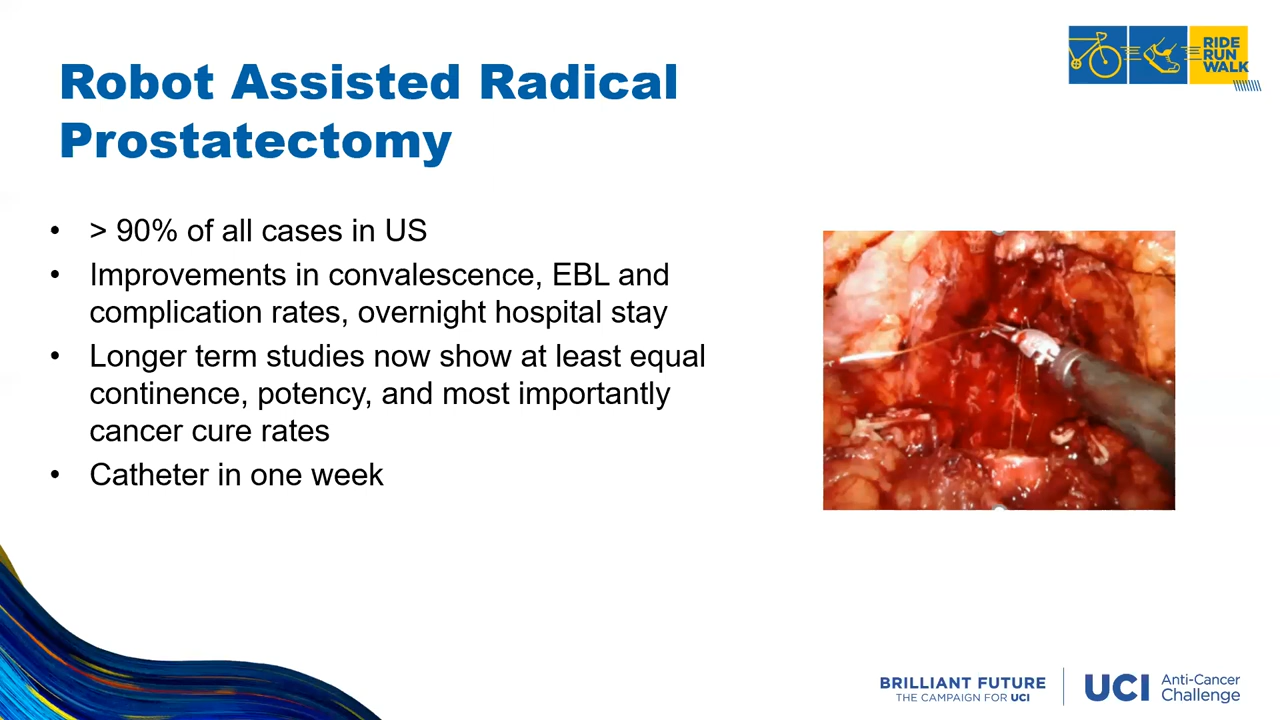 Robot Assisted Radical
Prostatectomy
RIDE
RUN
WALK
• > 90% of all cases in US
• Improvements in convalescence, EBL and
complication rates, overnight hospital stay
• Longer term studies now show at least equal
continence, potency, and most importantly
cancer cure rates
• Catheter in one week
BRILLIANT FUTURE
THE CAMPAIGN FOR UCI
UCI Anti-Cancer
Challenge